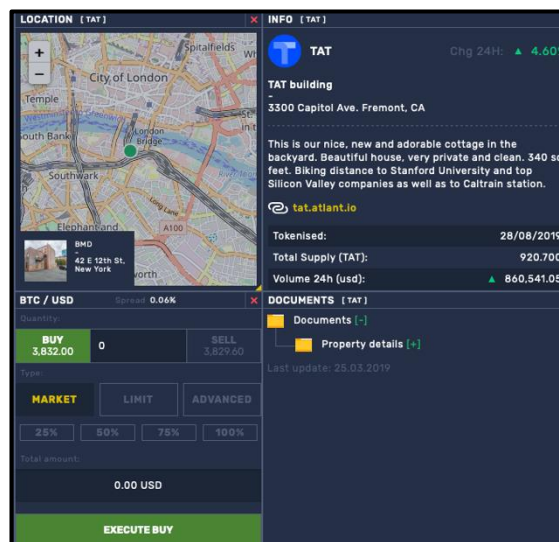 LOCATION [TAT]
+
−
Spitalfields
City of London
Temple
London
Bridge
South Bank
Southwark
Long Lane
A100
Elephant and
BMD
-
42 E 12th St,
New York
worth
INFO [TAT]
TAT
Chg 24H: ▲ 4.60%
TAT building
-
3300 Capitol Ave. Fremont, CA
This is our nice, new and adorable cottage in the
backyard. Beautiful house, very private and clean. 340 sq
feet. Biking distance to Stanford University and top
Silicon Valley companies as well as to Caltrain station.
tat.atlant.io
Tokenised: 28/08/2019
Total Supply (TAT): 920.700
Volume 24h (usd): ▲ 860,541.05
BTC / USD Spread 0.06%
Quantity:
BUY
3,832.00
0
SELL
3,829.60
Type:
MARKET LIMIT ADVANCED
25% 50% 75% 100%
Total amount:
0.00 USD
EXECUTE BUY
DOCUMENTS [TAT]
Documents [-]
Property details [+]
Last update: 25.03.2019